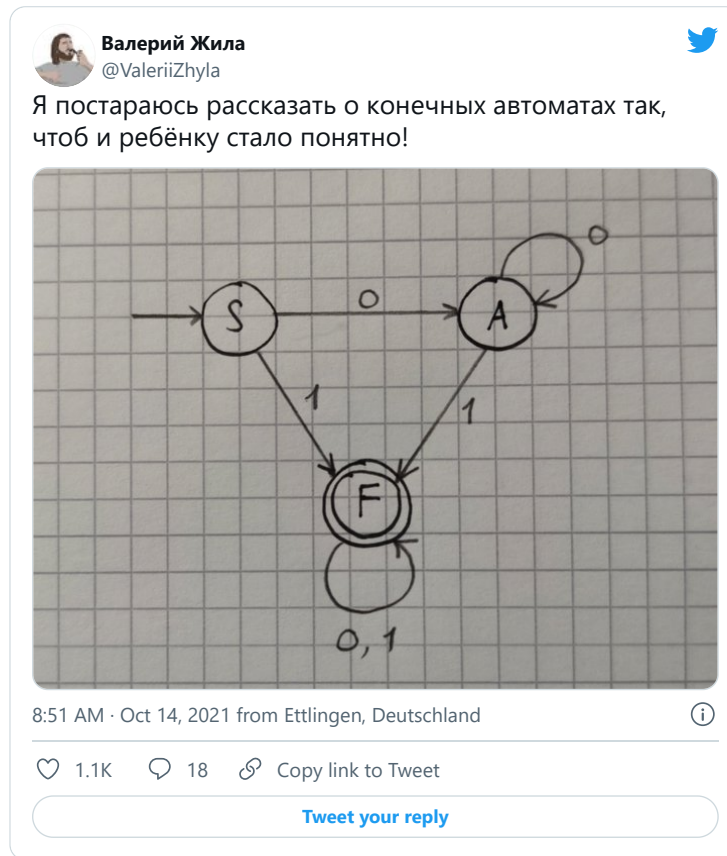 Валерий Жила
@ValeriiZhyla
Я постараюсь рассказать о конечных автоматах так,
чтоб и ребёнку стало понятно!
0
S
0
A
1
1
F
0, 1
8:51 AM · Oct 14, 2021 from Ettlingen, Deutschland
1.1K
18
Copy link to Tweet
Tweet your reply